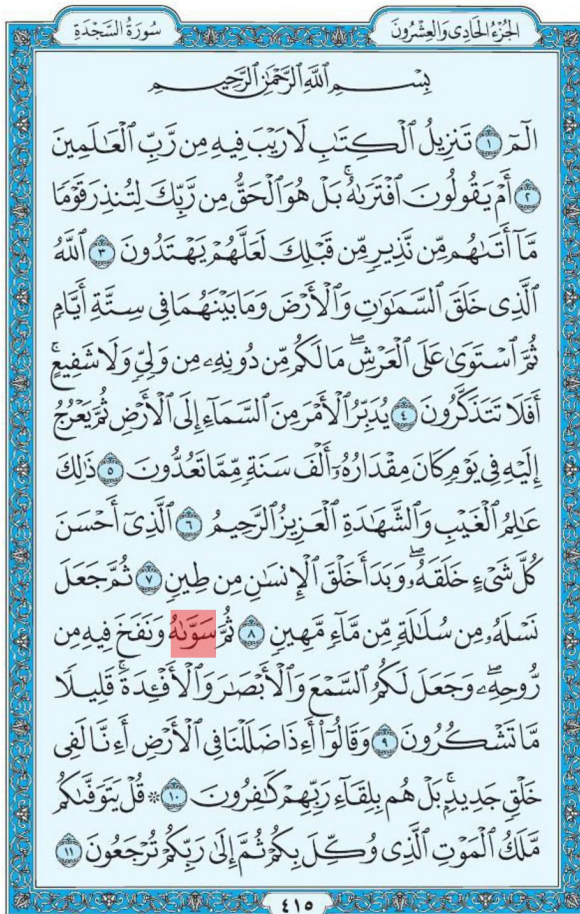 سُورَةُ السَّجْدَةِ
الجُزْءُ الحَادِى وَالعِشْرُونَ
بِسْمِ ٱللَّهِ ٱلرَّحْمَٰنِ ٱلرَّحِيمِ
الٓمٓ ١ تَنزِيلُ ٱلْكِتَٰبِ لَا رَيْبَ فِيهِ مِن رَّبِّ ٱلْعَٰلَمِينَ
٢ أَمْ يَقُولُونَ ٱفْتَرَىٰهُ ۚ بَلْ هُوَ ٱلْحَقُّ مِن رَّبِّكَ لِتُنذِرَ قَوْمًا
مَّآ أَتَىٰهُم مِّن نَّذِيرٍ مِّن قَبْلِكَ لَعَلَّهُمْ يَهْتَدُونَ ٣ ٱللَّهُ
ٱلَّذِى خَلَقَ ٱلسَّمَٰوَٰتِ وَٱلْأَرْضَ وَمَا بَيْنَهُمَا فِى سِتَّةِ أَيَّامٍ
ثُمَّ ٱسْتَوَىٰ عَلَى ٱلْعَرْشِ ۖ مَا لَكُم مِّن دُونِهِۦ مِن وَلِىٍّ وَلَا شَفِيعٍ ۚ
أَفَلَا تَتَذَكَّرُونَ ٤ يُدَبِّرُ ٱلْأَمْرَ مِنَ ٱلسَّمَآءِ إِلَى ٱلْأَرْضِ ثُمَّ يَعْرُجُ
إِلَيْهِ فِى يَوْمٍ كَانَ مِقْدَارُهُۥٓ أَلْفَ سَنَةٍ مِّمَّا تَعُدُّونَ ٥ ذَٰلِكَ
عَٰلِمُ ٱلْغَيْبِ وَٱلشَّهَٰدَةِ ٱلْعَزِيزُ ٱلرَّحِيمُ ٦ ٱلَّذِىٓ أَحْسَنَ
كُلَّ شَىْءٍ خَلَقَهُۥ ۖ وَبَدَأَ خَلْقَ ٱلْإِنسَٰنِ مِن طِينٍ ٧ ثُمَّ جَعَلَ
نَسْلَهُۥ مِن سُلَٰلَةٍ مِّن مَّآءٍ مَّهِينٍ ٨ ثُمَّ سَوَّىٰهُ وَنَفَخَ فِيهِ مِن
رُّوحِهِۦ ۖ وَجَعَلَ لَكُمُ ٱلسَّمْعَ وَٱلْأَبْصَٰرَ وَٱلْأَفْـِٔدَةَ ۚ قَلِيلًا
مَّا تَشْكُرُونَ ٩ وَقَالُوٓا۟ أَءِذَا ضَلَلْنَا فِى ٱلْأَرْضِ أَءِنَّا لَفِى
خَلْقٍ جَدِيدٍۭ ۚ بَلْ هُم بِلِقَآءِ رَبِّهِمْ كَٰفِرُونَ ١٠ ۞ قُلْ يَتَوَفَّىٰكُم
مَّلَكُ ٱلْمَوْتِ ٱلَّذِى وُكِّلَ بِكُمْ ثُمَّ إِلَىٰ رَبِّكُمْ تُرْجَعُونَ ١١
٤١٥